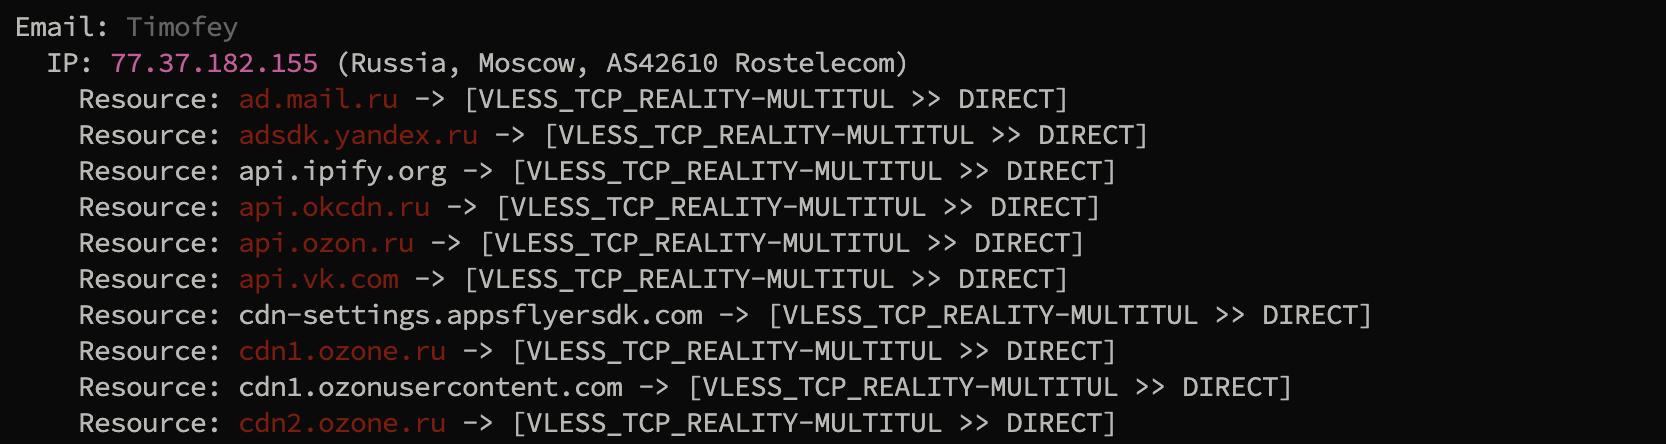 Email: Timofey
IP: 77.37.182.155 (Russia, Moscow, AS42610 Rostelecom)
Resource: ad.mail.ru -> [VLESS_TCP_REALITY-MULTITUL >> DIRECT]
Resource: adsdk.yandex.ru -> [VLESS_TCP_REALITY-MULTITUL >> DIRECT]
Resource: api.ipify.org -> [VLESS_TCP_REALITY-MULTITUL >> DIRECT]
Resource: api.okcdn.ru -> [VLESS_TCP_REALITY-MULTITUL >> DIRECT]
Resource: api.ozon.ru -> [VLESS_TCP_REALITY-MULTITUL >> DIRECT]
Resource: api.vk.com -> [VLESS_TCP_REALITY-MULTITUL >> DIRECT]
Resource: cdn-settings.appsflyersdk.com -> [VLESS_TCP_REALITY-MULTITUL >> DIRECT]
Resource: cdn1.ozone.ru -> [VLESS_TCP_REALITY-MULTITUL >> DIRECT]
Resource: cdn1.ozonusercontent.com -> [VLESS_TCP_REALITY-MULTITUL >> DIRECT]
Resource: cdn2.ozone.ru -> [VLESS_TCP_REALITY-MULTITUL >> DIRECT]